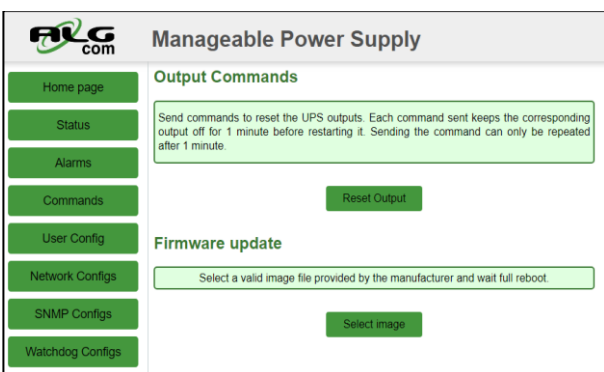 ALG
com
Manageable Power Supply
Home page
Status
Alarms
Commands
User Config
Network Configs
SNMP Configs
Watchdog Configs
Output Commands
Send commands to reset the UPS outputs. Each command sent keeps the corresponding
output off for 1 minute before restarting it. Sending the command can only be repeated
after 1 minute.
Reset Output
Firmware update
Select a valid image file provided by the manufacturer and wait full reboot.
Select image